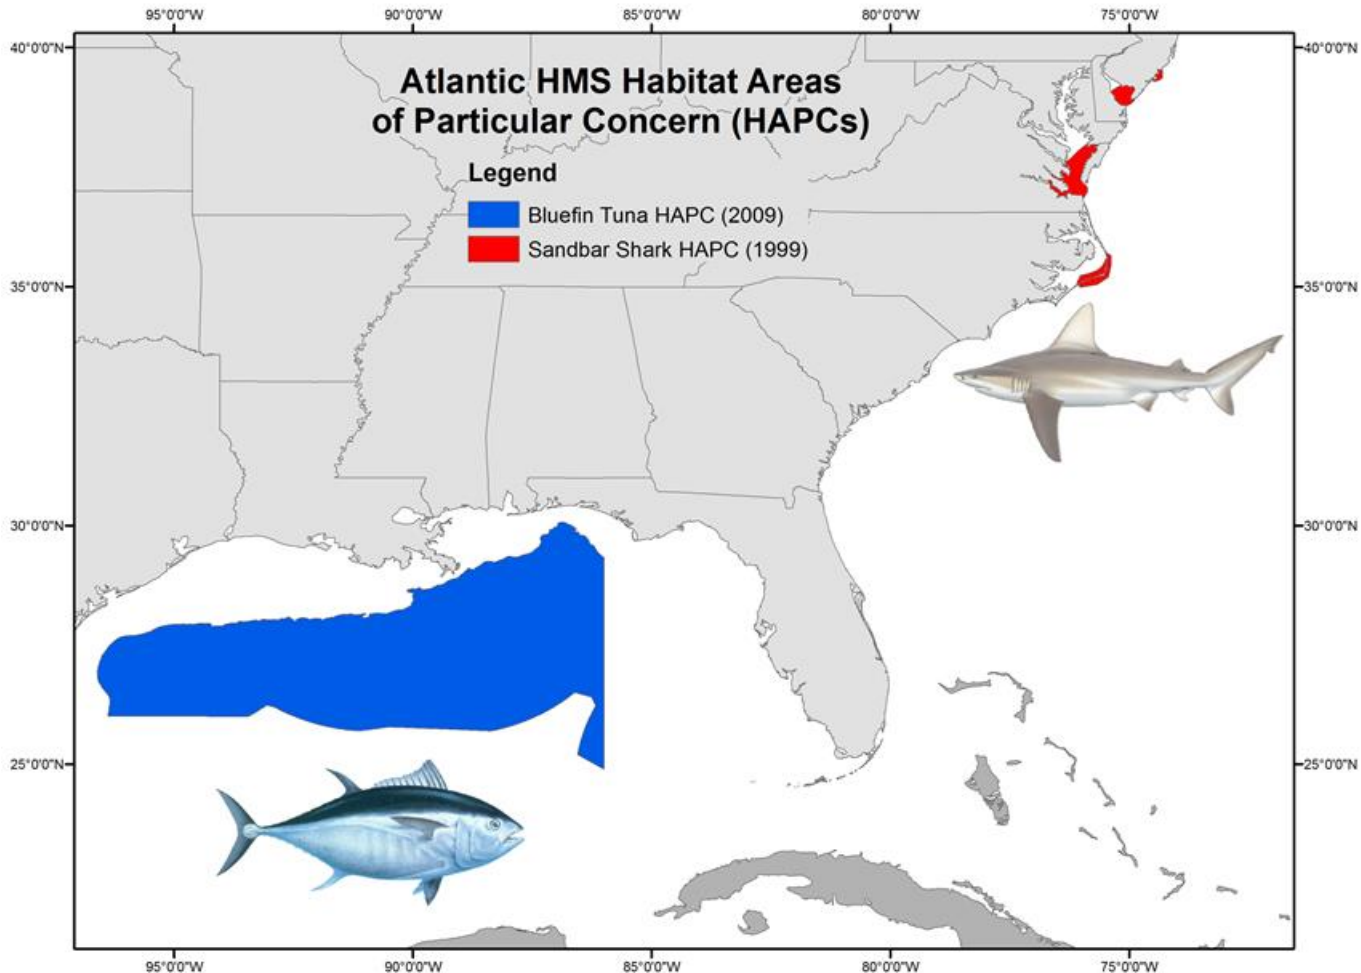 95°0'0"W 90°0'0"W 85°0'0"W 80°0'0"W 75°0'0"W
40°0'0"N 40°0'0"N
Atlantic HMS Habitat Areas
of Particular Concern (HAPCs)
Legend
Bluefin Tuna HAPC (2009)
Sandbar Shark HAPC (1999)
35°0'0"N 35°0'0"N
30°0'0"N 30°0'0"N
25°0'0"N 25°0'0"N
95°0'0"W 90°0'0"W 85°0'0"W 80°0'0"W 75°0'0"W